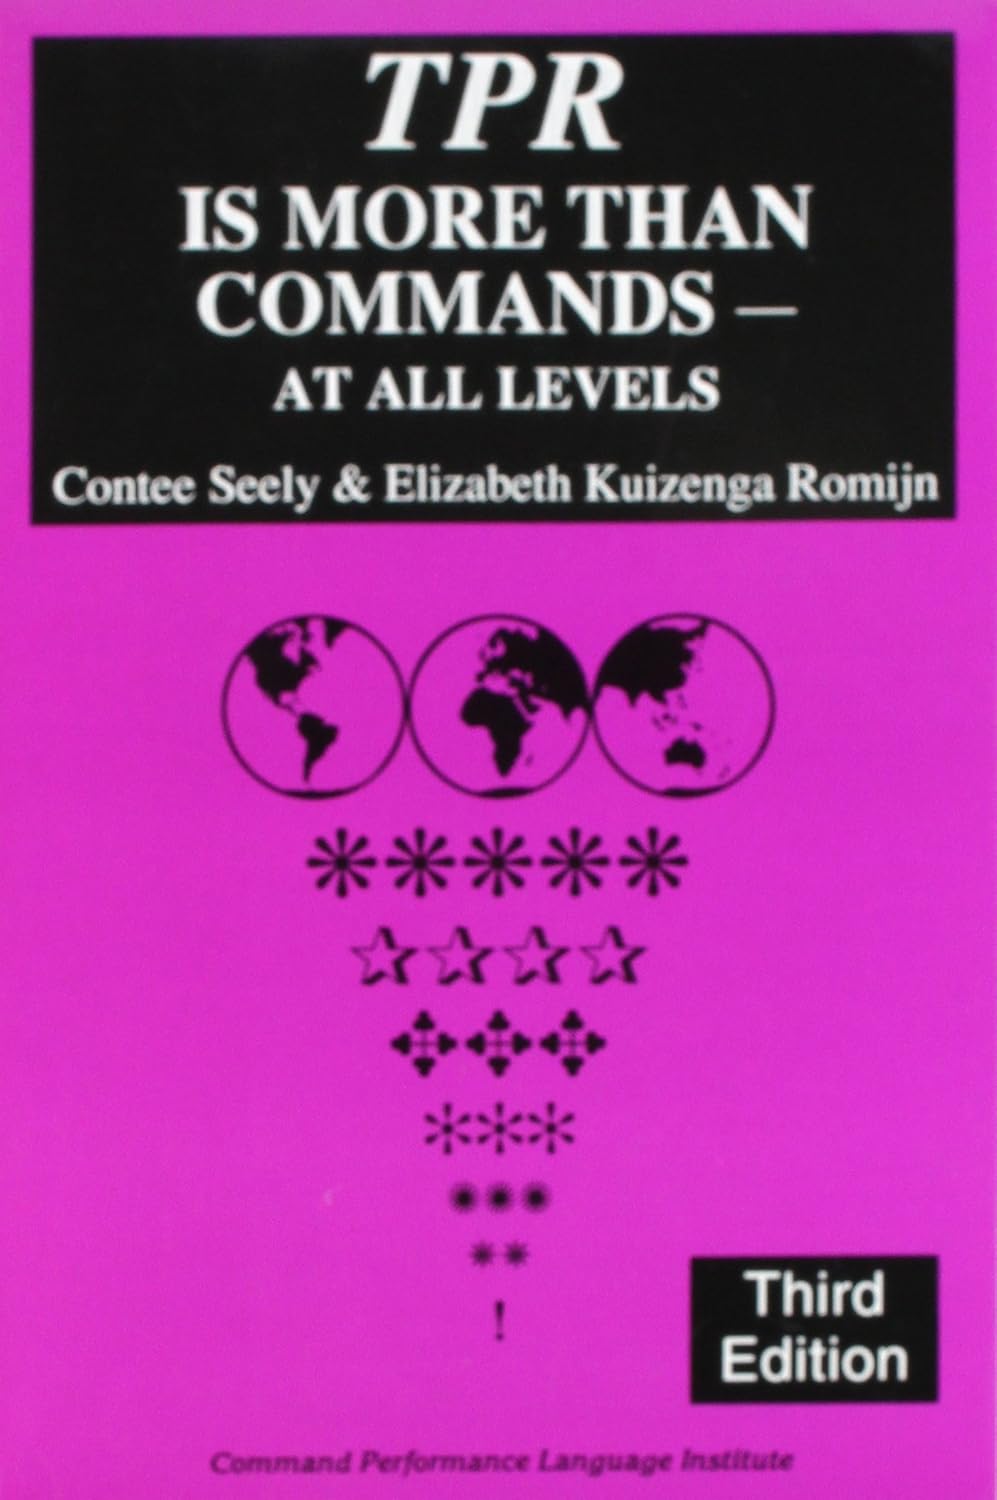 TPR
IS MORE THAN
COMMANDS —
AT ALL LEVELS
Contee Seely & Elizabeth Kuizenga Romijn
!
Third
Edition
Command Performance Language Institute